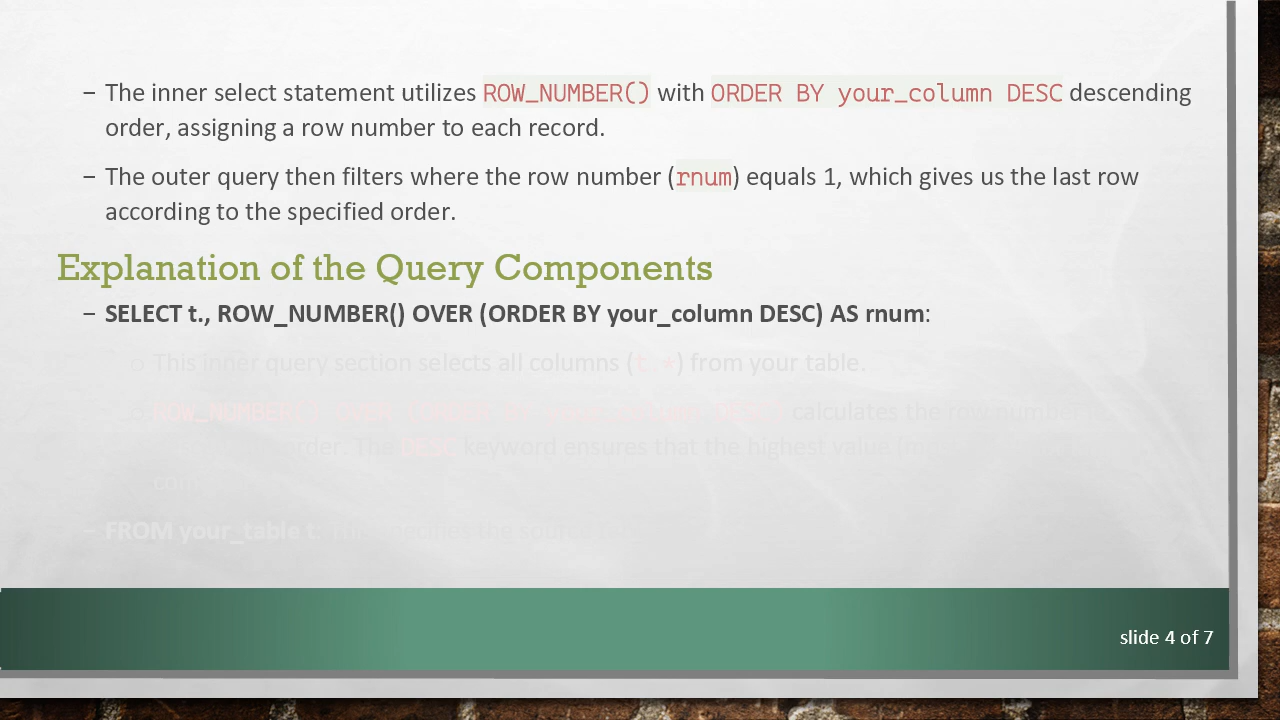 – The inner select statement utilizes ROW_NUMBER() with ORDER BY your_column DESC descending
order, assigning a row number to each record.
– The outer query then filters where the row number (rnum) equals 1, which gives us the last row
according to the specified order.
Explanation of the Query Components
– SELECT t., ROW_NUMBER() OVER (ORDER BY your_column DESC) AS rnum:
o This inner query section selects all columns (t.*) from your table.
calculates the row number
The DESC keyword ensures that the highest value
– FROM your_table t. the source
slide 4 of 7